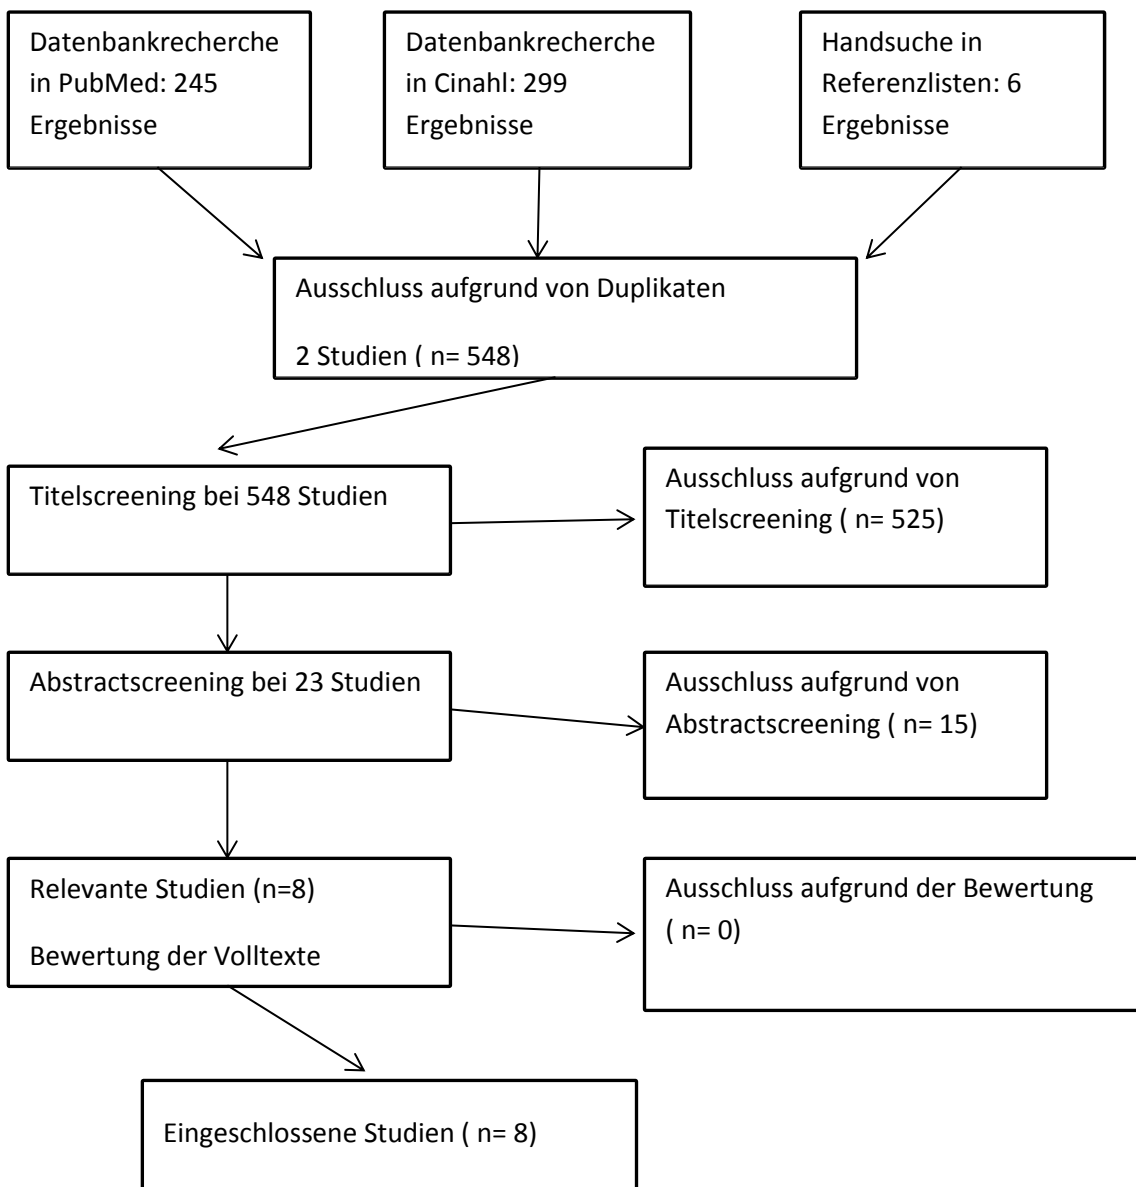 Datenbankrecherche
in PubMed: 245
Ergebnisse
Datenbankrecherche
in Cinahl: 299
Ergebnisse
Handsuche in
Referenzlisten: 6
Ergebnisse
Ausschluss aufgrund von Duplikaten
2 Studien ( n= 548)
Titelscreening bei 548 Studien
Ausschluss aufgrund von
Titelscreening ( n= 525)
Abstractscreening bei 23 Studien
Ausschluss aufgrund von
Abstractscreening ( n= 15)
Relevante Studien (n=8)
Bewertung der Volltexte
Ausschluss aufgrund der Bewertung
( n= 0)
Eingeschlossene Studien ( n= 8)